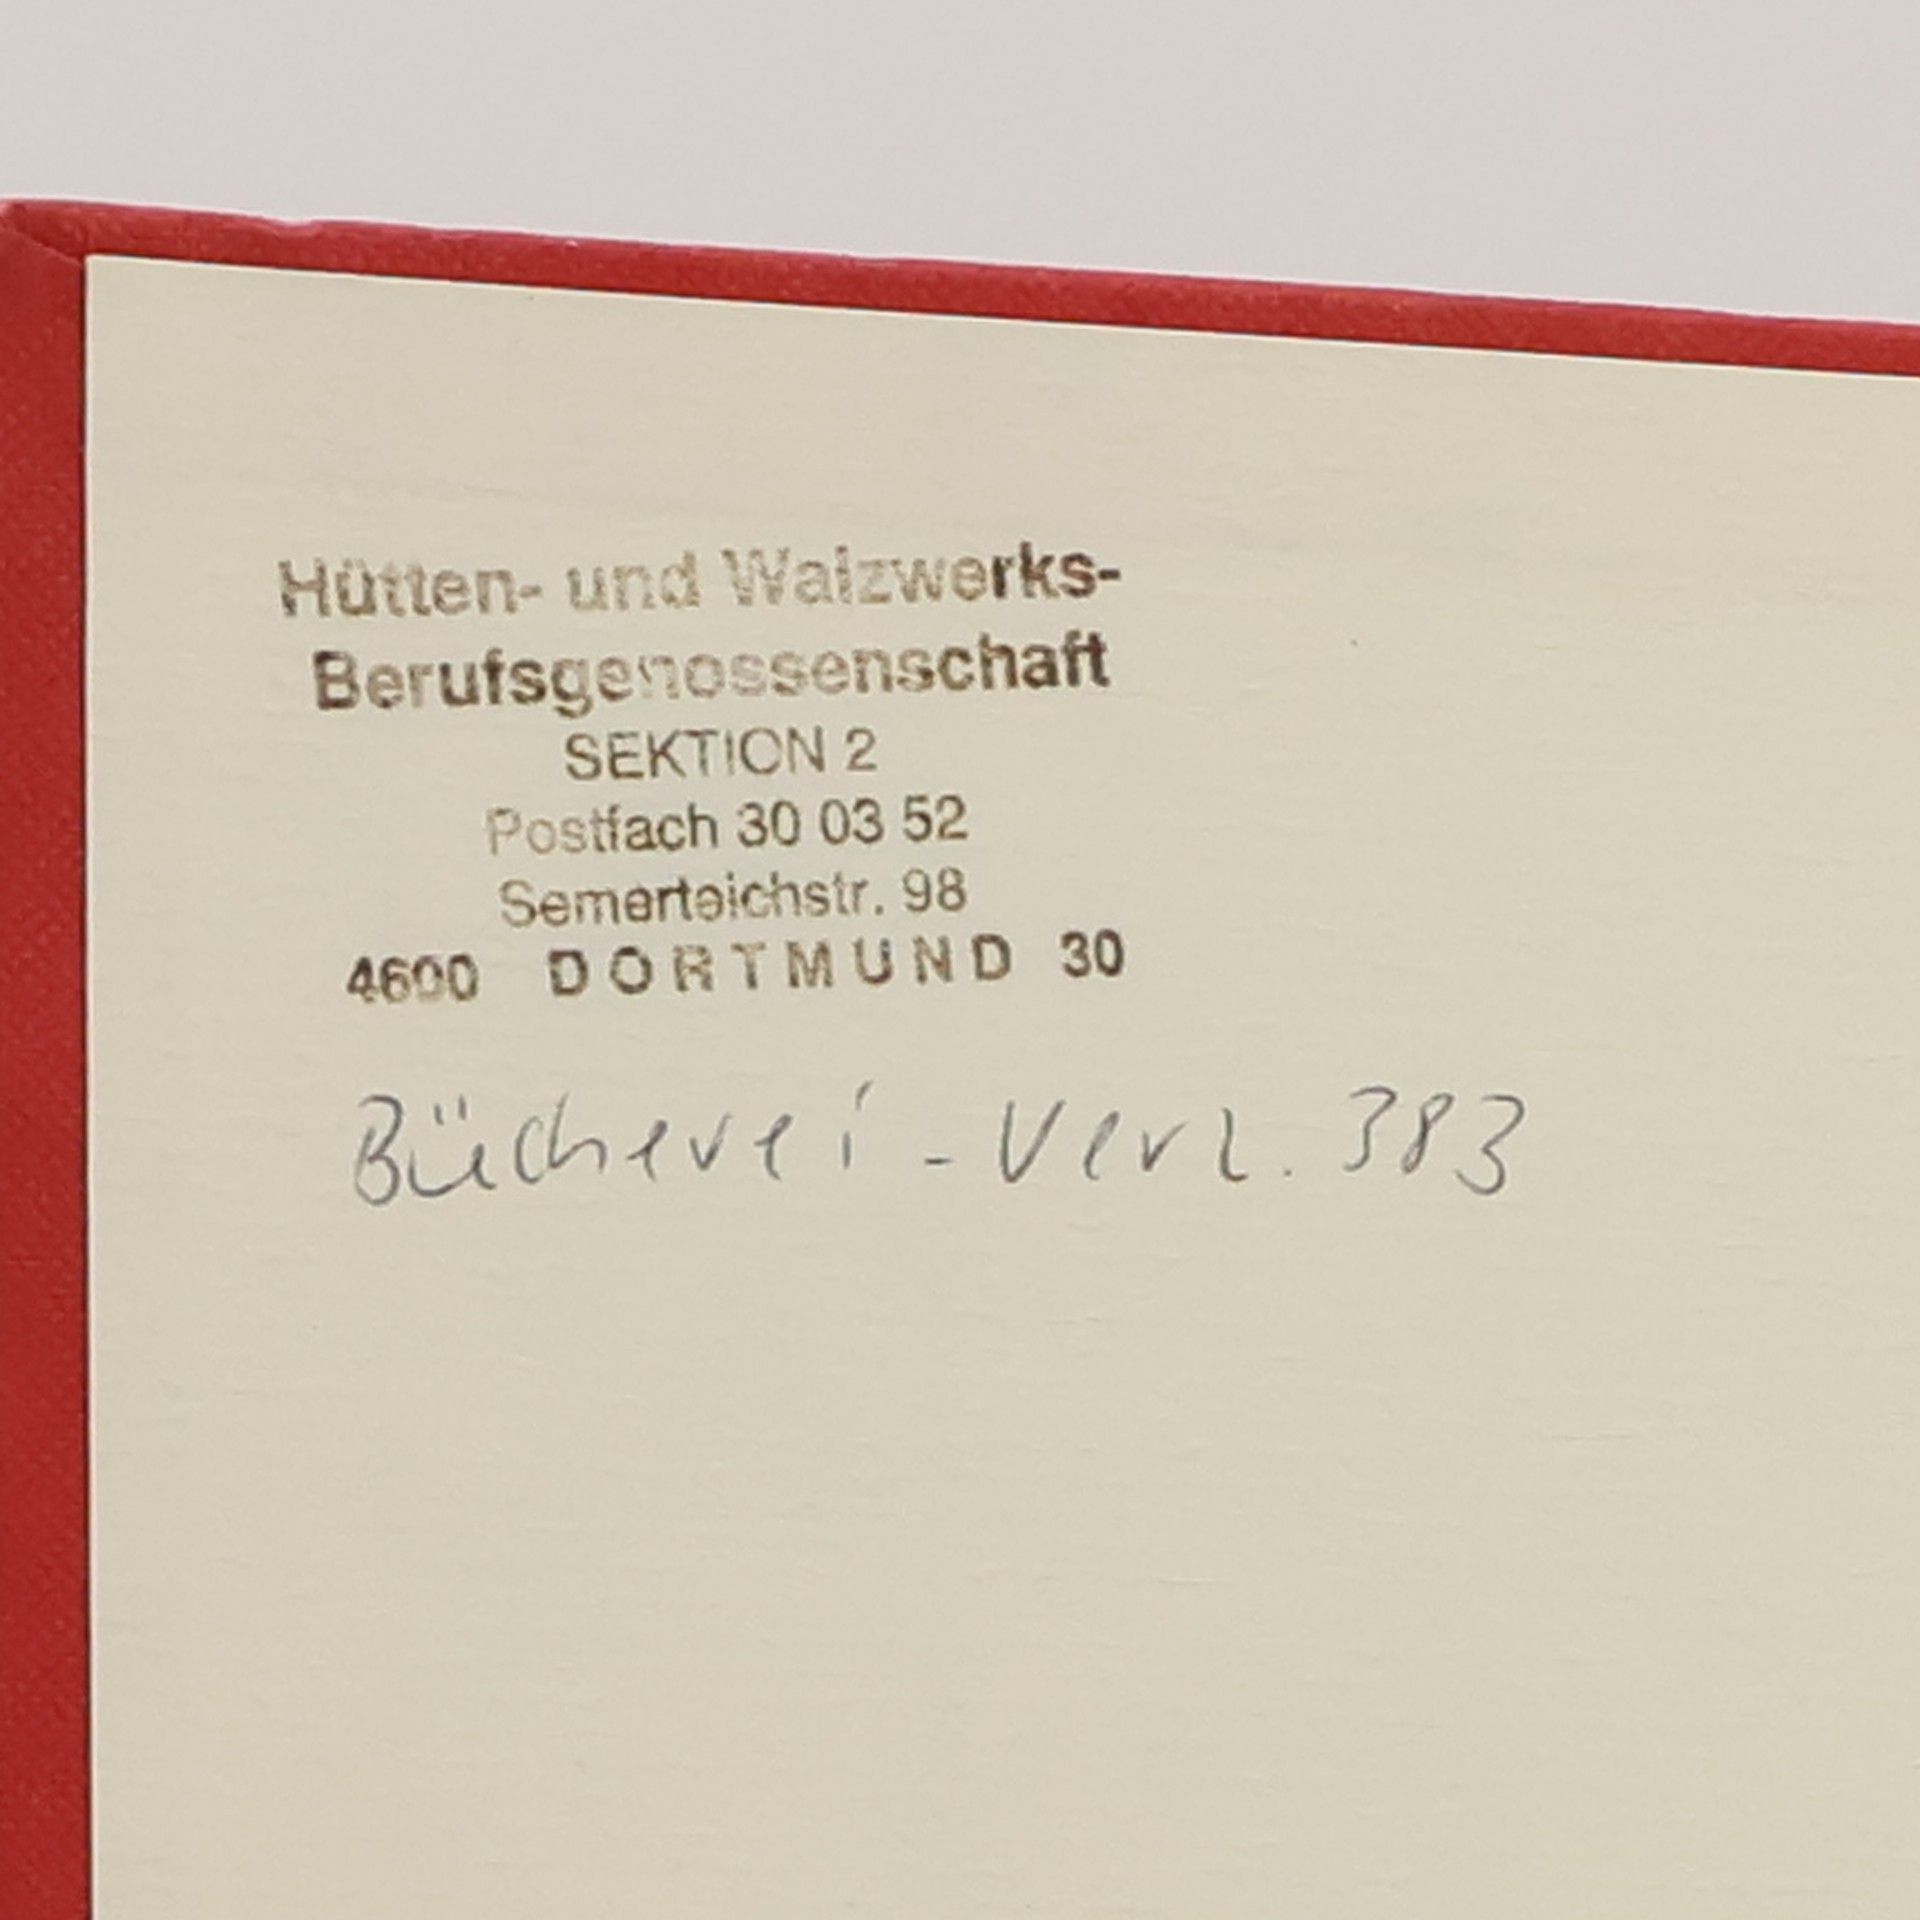 Hütten- und Walzwerks-
Berufsgenossenschaft
SEKTION 2
Postfach 30 03 52
Semerteichstr. 98
4600 DORTMUND 30
Bücherei - Verz. 383